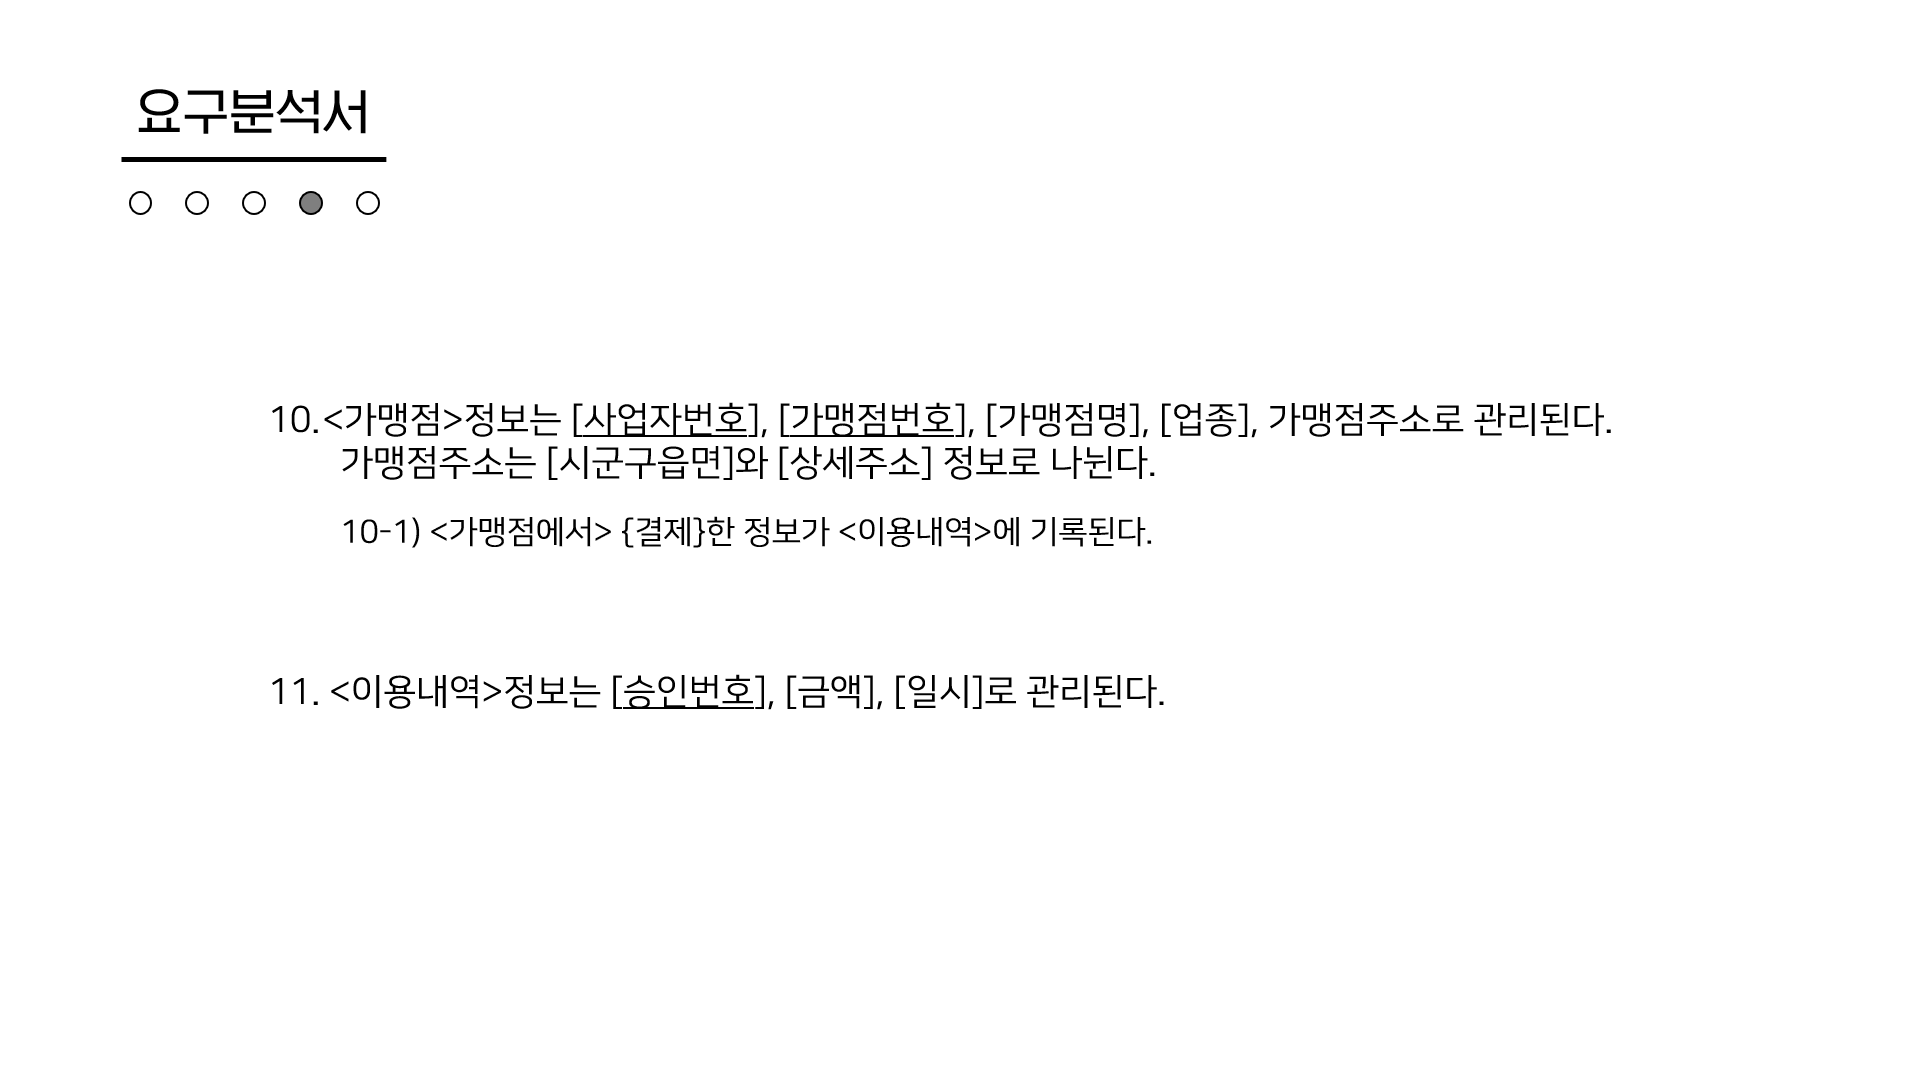 요구분석서
10.<가맹점>정보는 [사업자번호], [가맹점번호], [가맹점명], [업종], 가맹점주소로 관리된다.
가맹점주소는 [시군구읍면]와 [상세주소] 정보로 나뉜다.
10-1) <가맹점에서> {결제}한 정보가 <이용내역>에 기록된다.
11. <이용내역>정보는 [승인번호], [금액], [일시]로 관리된다.